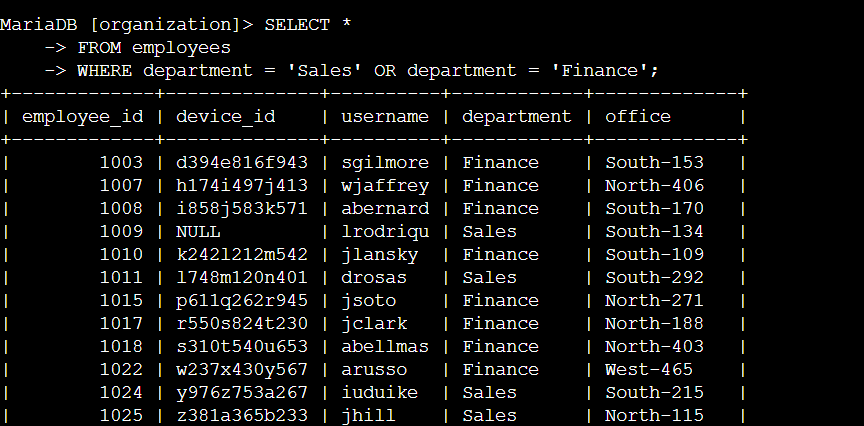 MariaDB [organization]> SELECT *
    -> FROM employees
    -> WHERE department = 'Sales' OR department = 'Finance';
+-------------+--------------+----------+------------+-------------+
| employee_id | device_id    | username | department | office      |
+-------------+--------------+----------+------------+-------------+
|        1003 | d394e816f943 | sgilmore | Finance    | South-153   |
|        1007 | h174i497j413 | wjaffrey | Finance    | North-406   |
|        1008 | i858j583k571 | abernard | Finance    | South-170   |
|        1009 | NULL         | lrodriqu | Sales      | South-134   |
|        1010 | k242l212m542 | jlansky  | Finance    | South-109   |
|        1011 | l748m120n401 | drosas   | Sales      | South-292   |
|        1015 | p611q262r945 | jsoto    | Finance    | North-271   |
|        1017 | r550s824t230 | jclark   | Finance    | North-188   |
|        1018 | s310t540u653 | abellmas | Finance    | North-403   |
|        1022 | w237x430y567 | arusso   | Finance    | West-465    |
|        1024 | y976z753a267 | iuduike  | Sales      | South-215   |
|        1025 | z381a365b233 | jhill    | Sales      | North-115   |